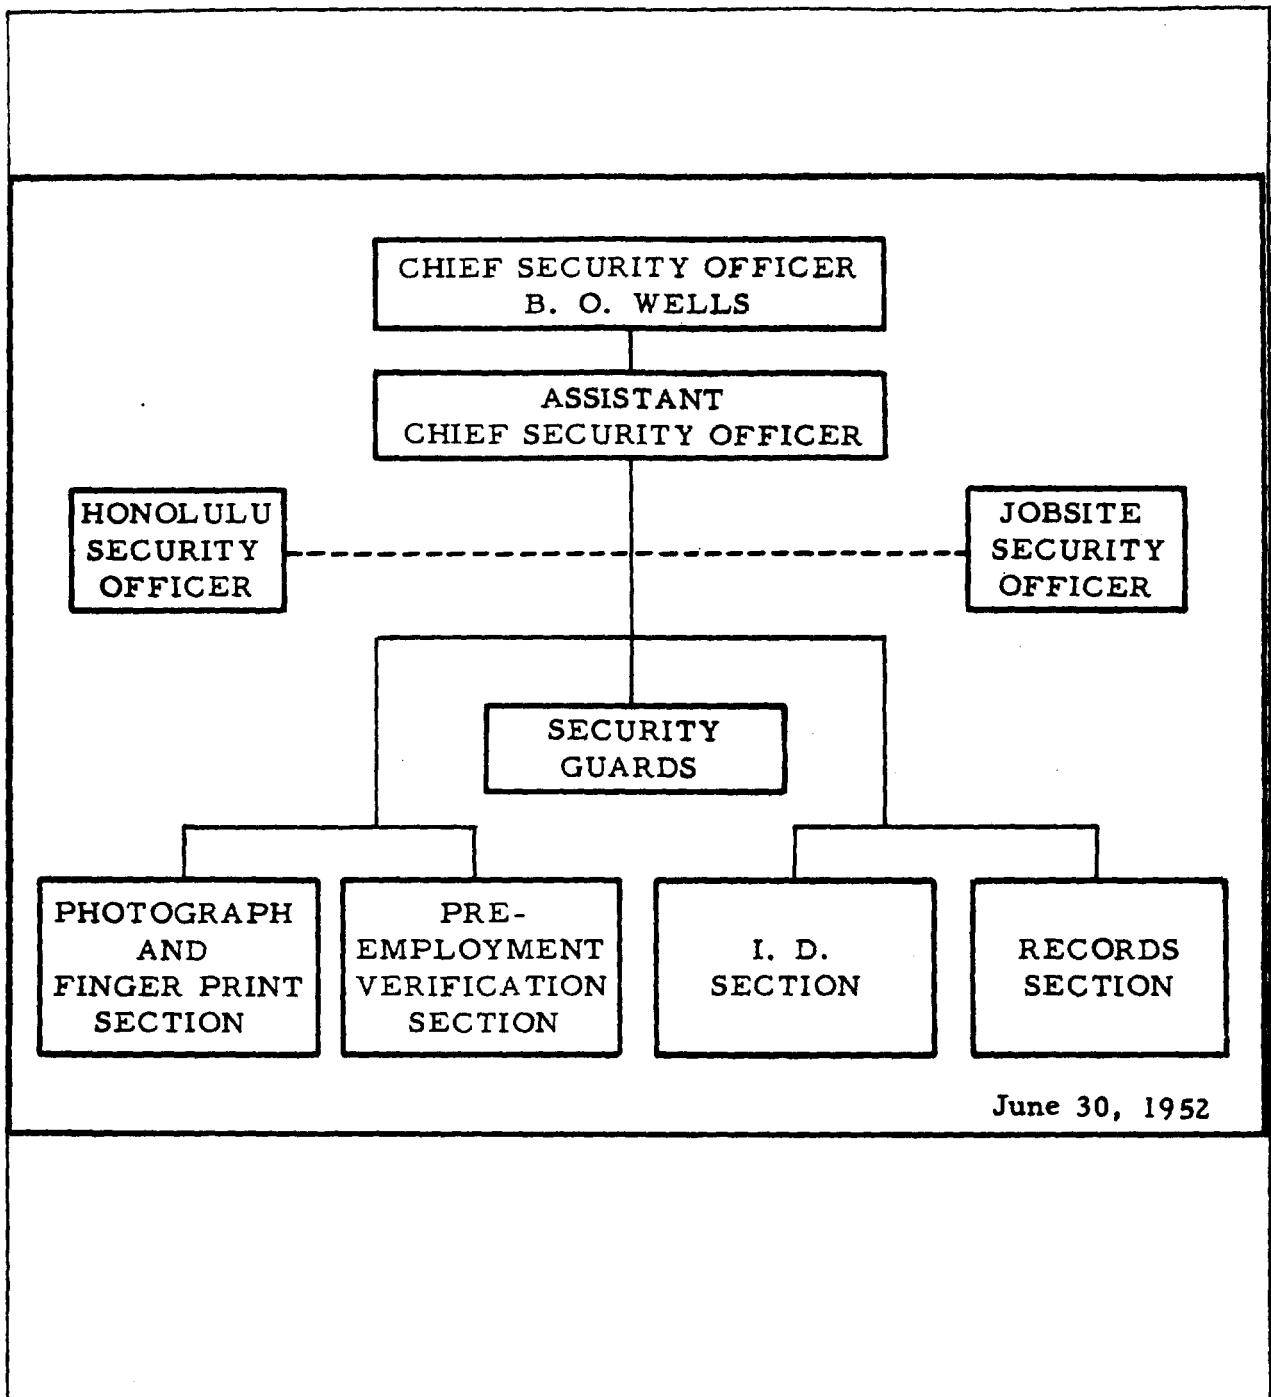 CHIEF SECURITY OFFICER
B. O. WELLS
ASSISTANT
CHIEF SECURITY OFFICER
HONOLULU
SECURITY
OFFICER
JOBSITE
SECURITY
OFFICER
SECURITY
GUARDS
PHOTOGRAPH
AND
FINGER PRINT
SECTION
PRE-
EMPLOYMENT
VERIFICATION
SECTION
I. D.
SECTION
RECORDS
SECTION
June 30, 1952